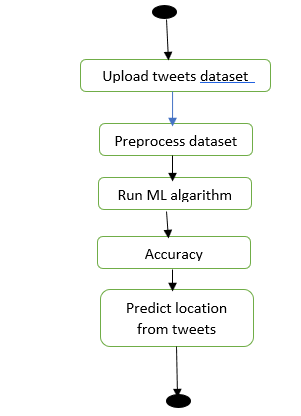 Upload tweets dataset
Preprocess dataset
Run ML algarithm
Accuracy
Predict location
from tweets